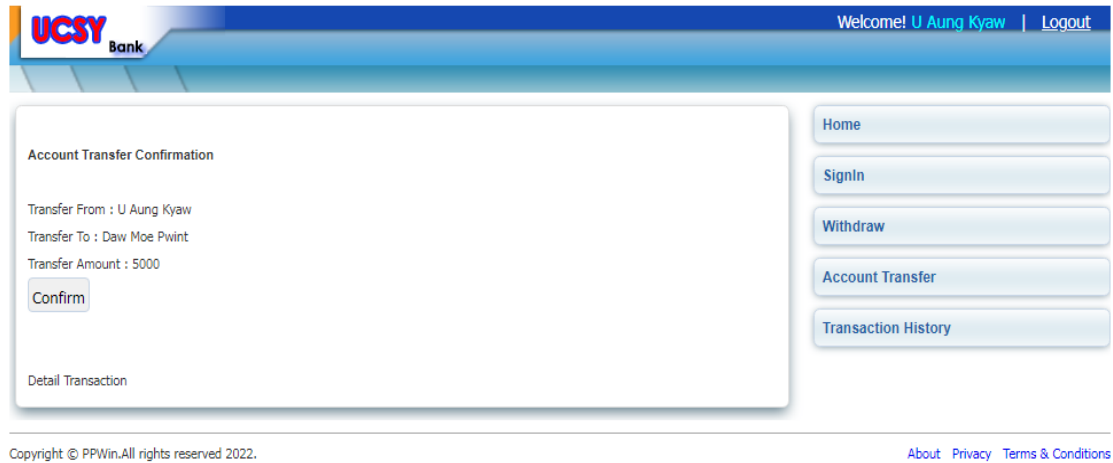 UCSY
Bank
Welcome! U Aung Kyaw | Logout
Account Transfer Confirmation
Transfer From : U Aung Kyaw
Transfer To : Daw Moe Pwint
Transfer Amount : 5000
Confirm
Detail Transaction
Home
SignIn
Withdraw
Account Transfer
Transaction History
Copyright © PPWin.All rights reserved 2022.
About Privacy Terms & Conditions